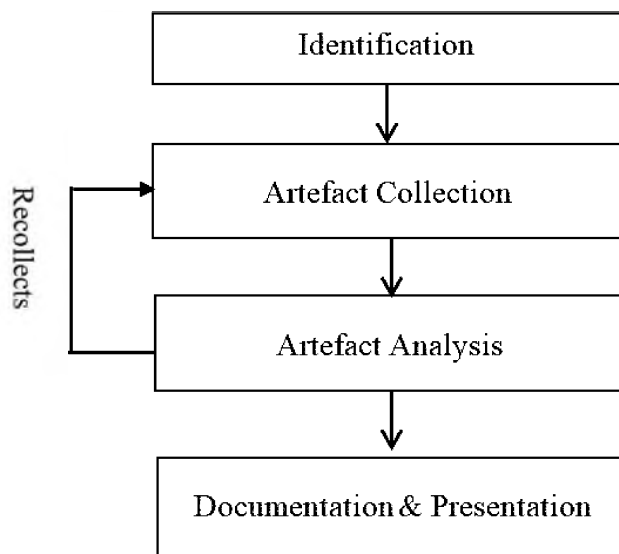 Identification
Artefact Collection
Recollects
Artefact Analysis
Documentation & Presentation